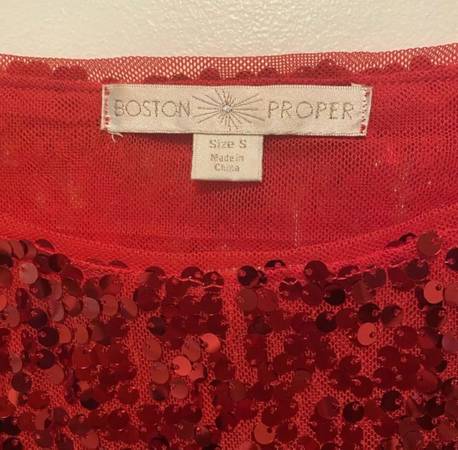 BOSTON PROPER
Size S
Made in
China